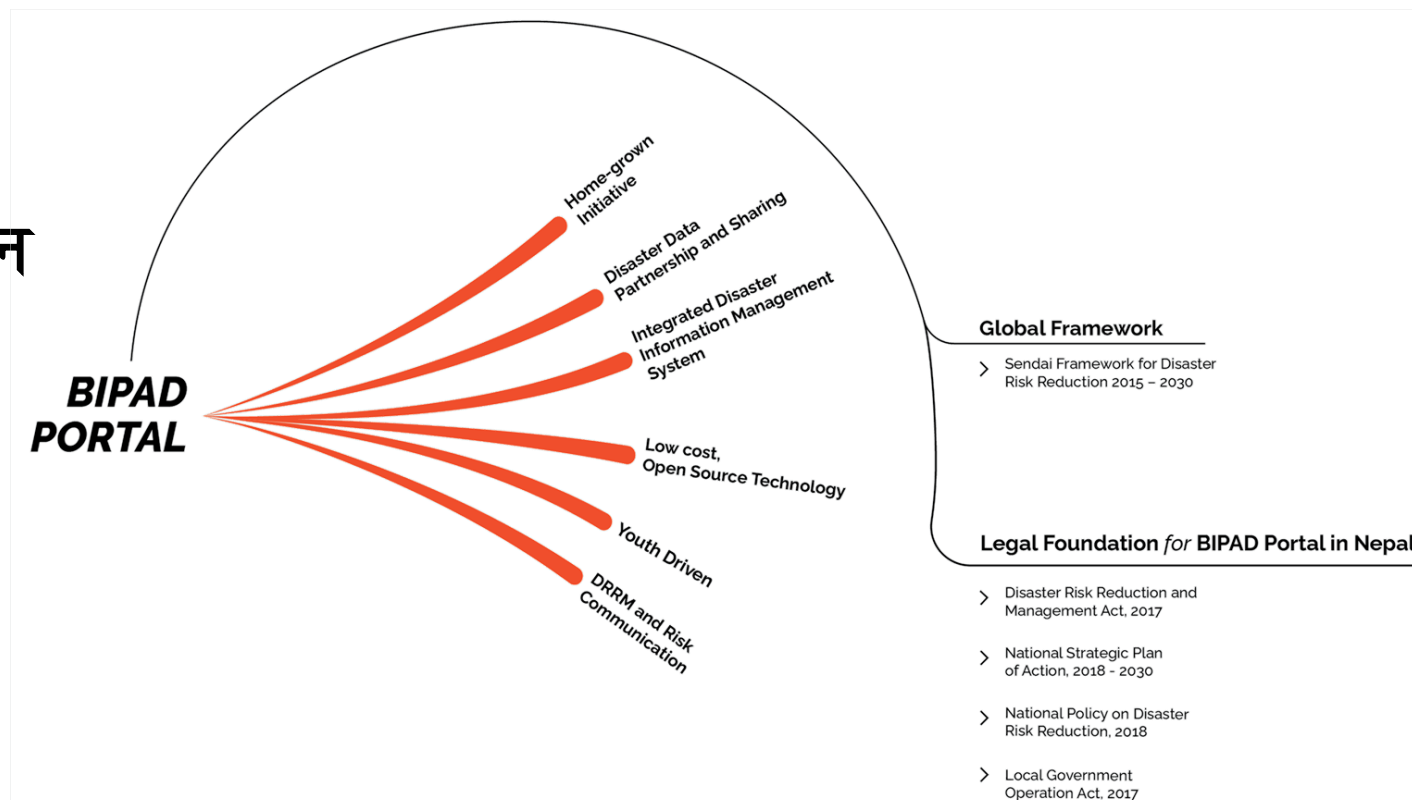 न्
BIPAD
PORTAL
Home-grown
Initiative
Disaster Data
Partnership and Sharing
Integrated Disaster
Information Management
System
Low cost,
Open Source Technology
Youth Driven
DRRM and Risk
Communication
Global Framework
Sendai Framework for Disaster
Risk Reduction 2015 – 2030
Legal Foundation for BIPAD Portal in Nepal
Disaster Risk Reduction and
Management Act, 2017
National Strategic Plan
of Action, 2018 - 2030
National Policy on Disaster
Risk Reduction, 2018
Local Government
Operation Act, 2017